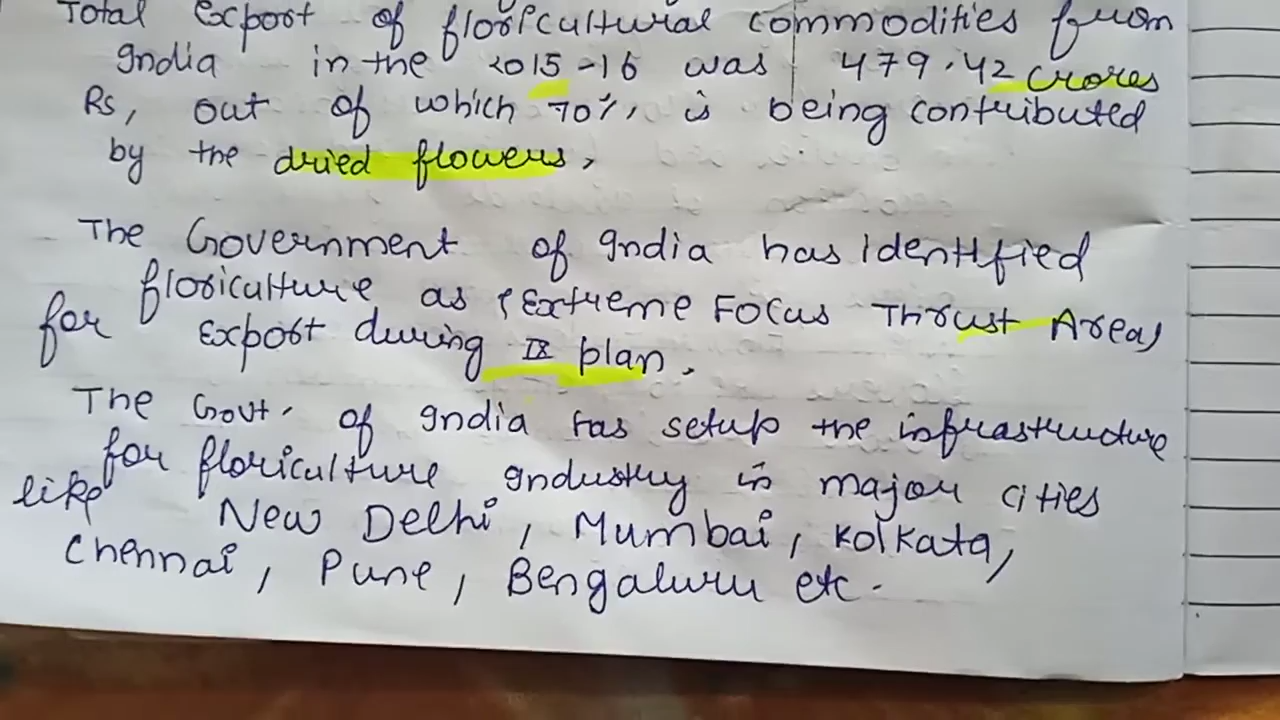 Total Export of floriculturral commodities from
India in the 2015-16 was 479.42 crores
Rs, out of which 70% is being contributed
by the dried flowers,
The Government of India has Identified
floriculture as Extreme Focus Thrust Areas
for Export during IX plan.
The Govt. of India has setup the infrastructure
for floriculture Industry in major cities
like New Delhi, Mumbai, Kolkata,
Chennai, Pune, Bengaluru etc.